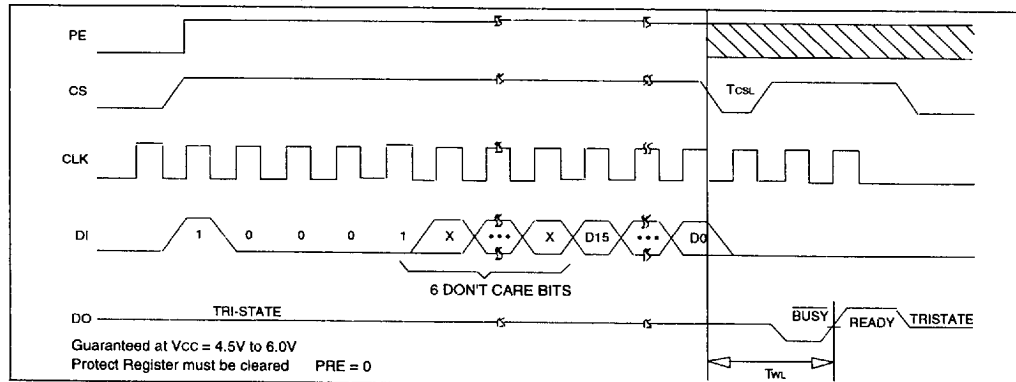 PE
CS
TCSL
CLK
DI
1 0 0 0 1 X ••• X D15 ••• D0
6 DON'T CARE BITS
DO
TRI-STATE
BUSY
READY
TRISTATE
Guaranteed at VCC = 4.5V to 6.0V
Protect Register must be cleared PRE = 0
TWL